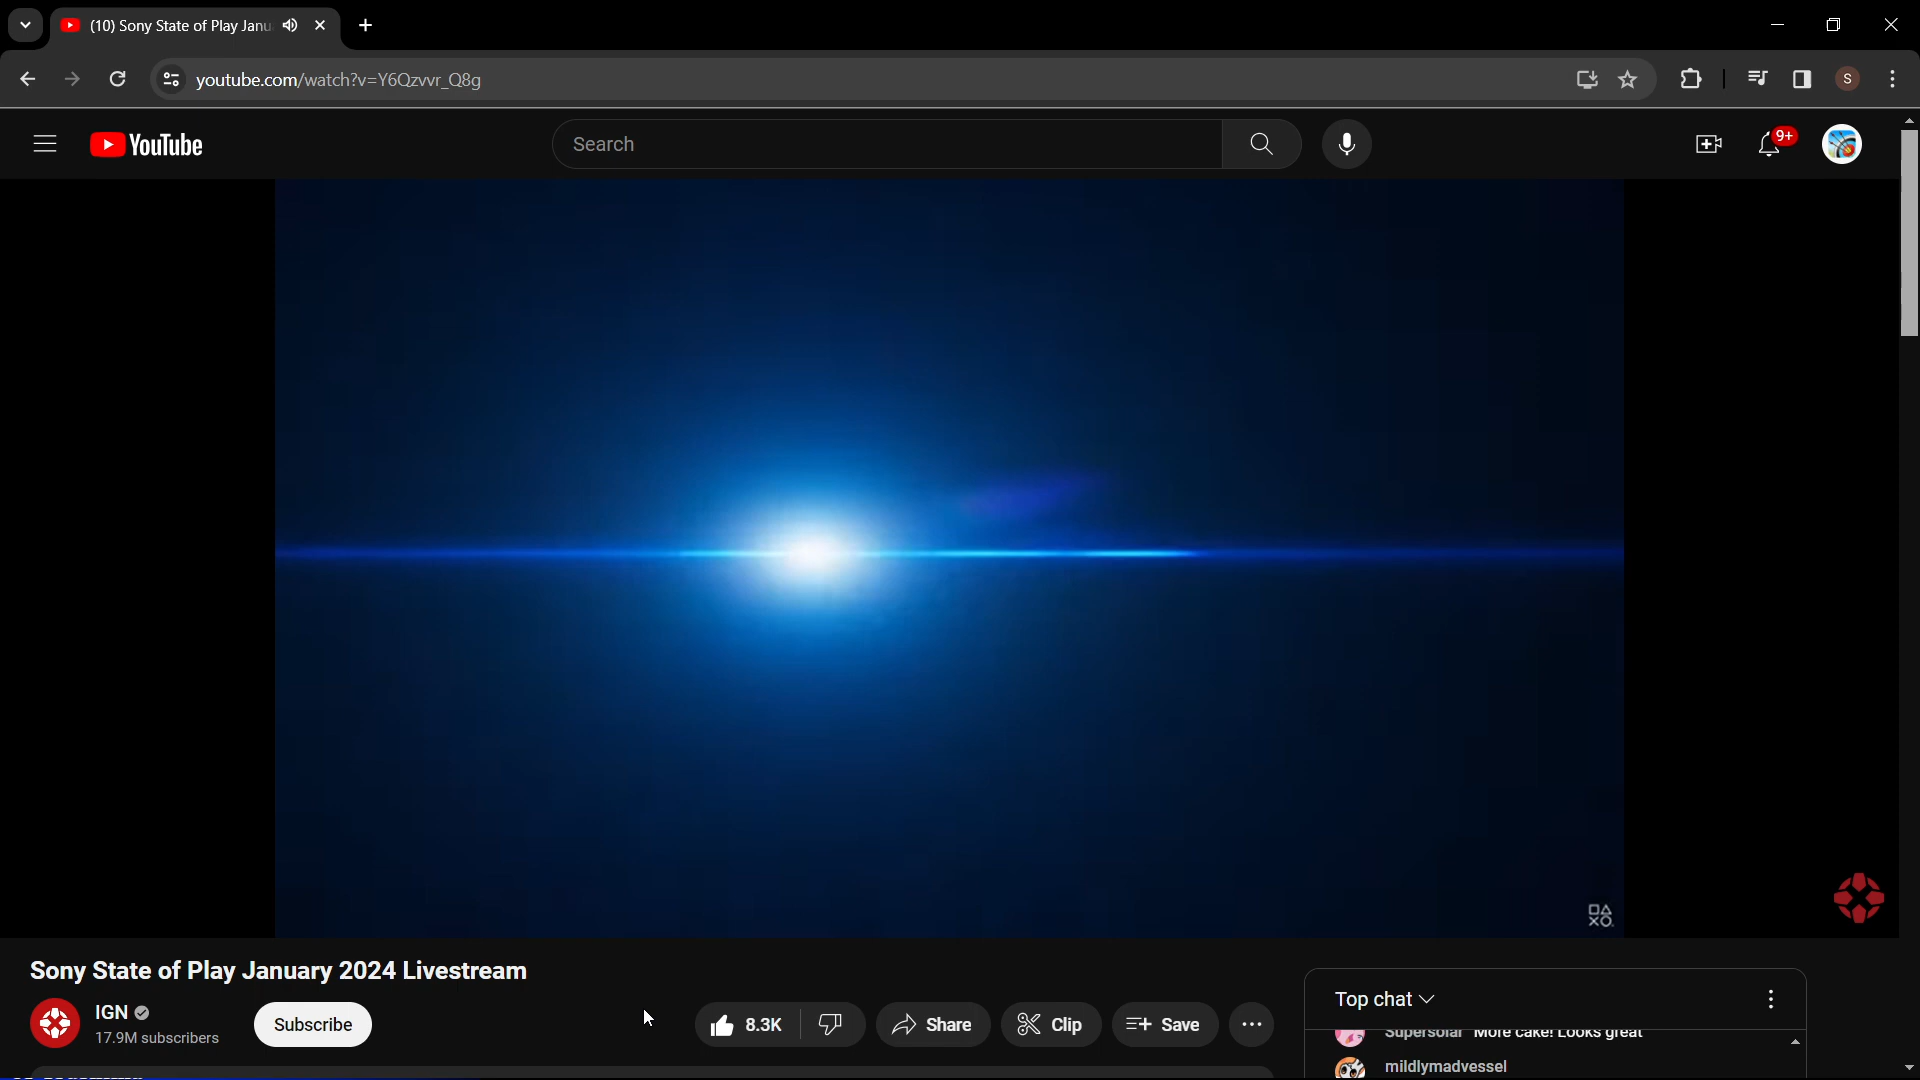 (10) Sony State of Play Janu
youtube.com/watch?v=Y6Qzvvr_Q8g
S
YouTube
Search
9+
Sony State of Play January 2024 Livestream
IGN
17.9M subscribers
Subscribe
8.3K
Share
Clip
Save
Top chat
Supersolar More cake! Looks great
mildlymadvessel